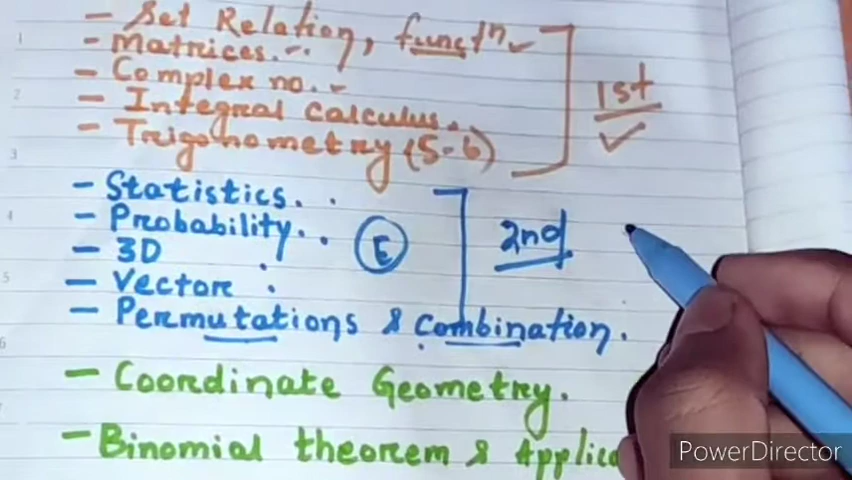 - Set Relation, functn ✓
- Matrices.
- Complex no.
- Integral calculus.
- Trigonometry (5-6)
1st ✓
- Statistics..
- Probability..
- 3D
- Vector :
- Permutations & combination.
E
2nd
- Coordinate Geometry.
- Binomial theorem & Applic
PowerDirector